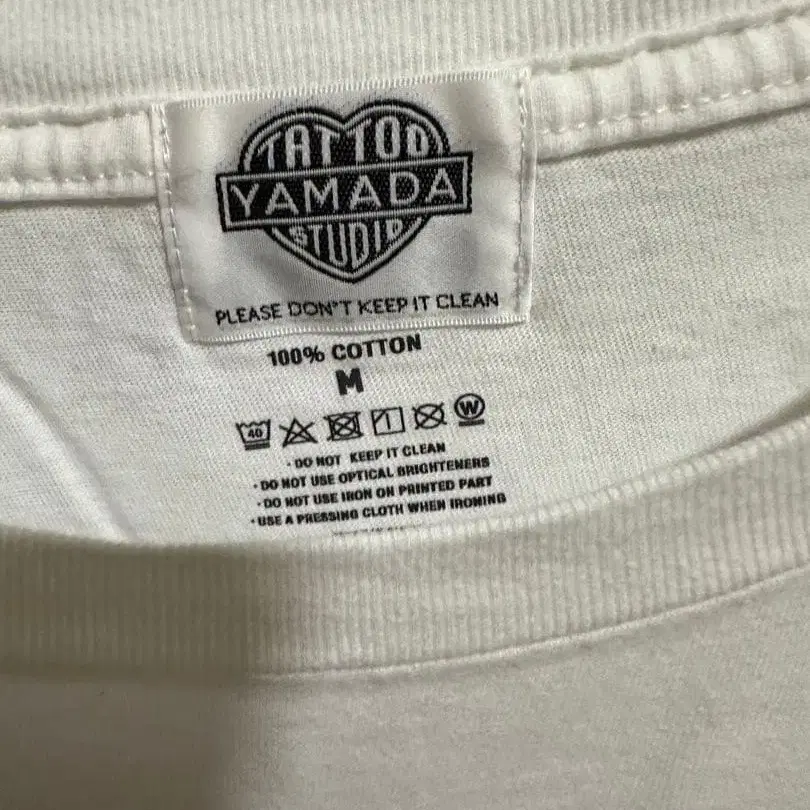 TATTOO
YAMADA
STUDIO
PLEASE DON'T KEEP IT CLEAN
100% COTTON
M
40 W
· DO NOT KEEP IT CLEAN
· DO NOT USE OPTICAL BRIGHTENERS
· DO NOT USE IRON ON PRINTED PART
· USE A PRESSING CLOTH WHEN IRONING